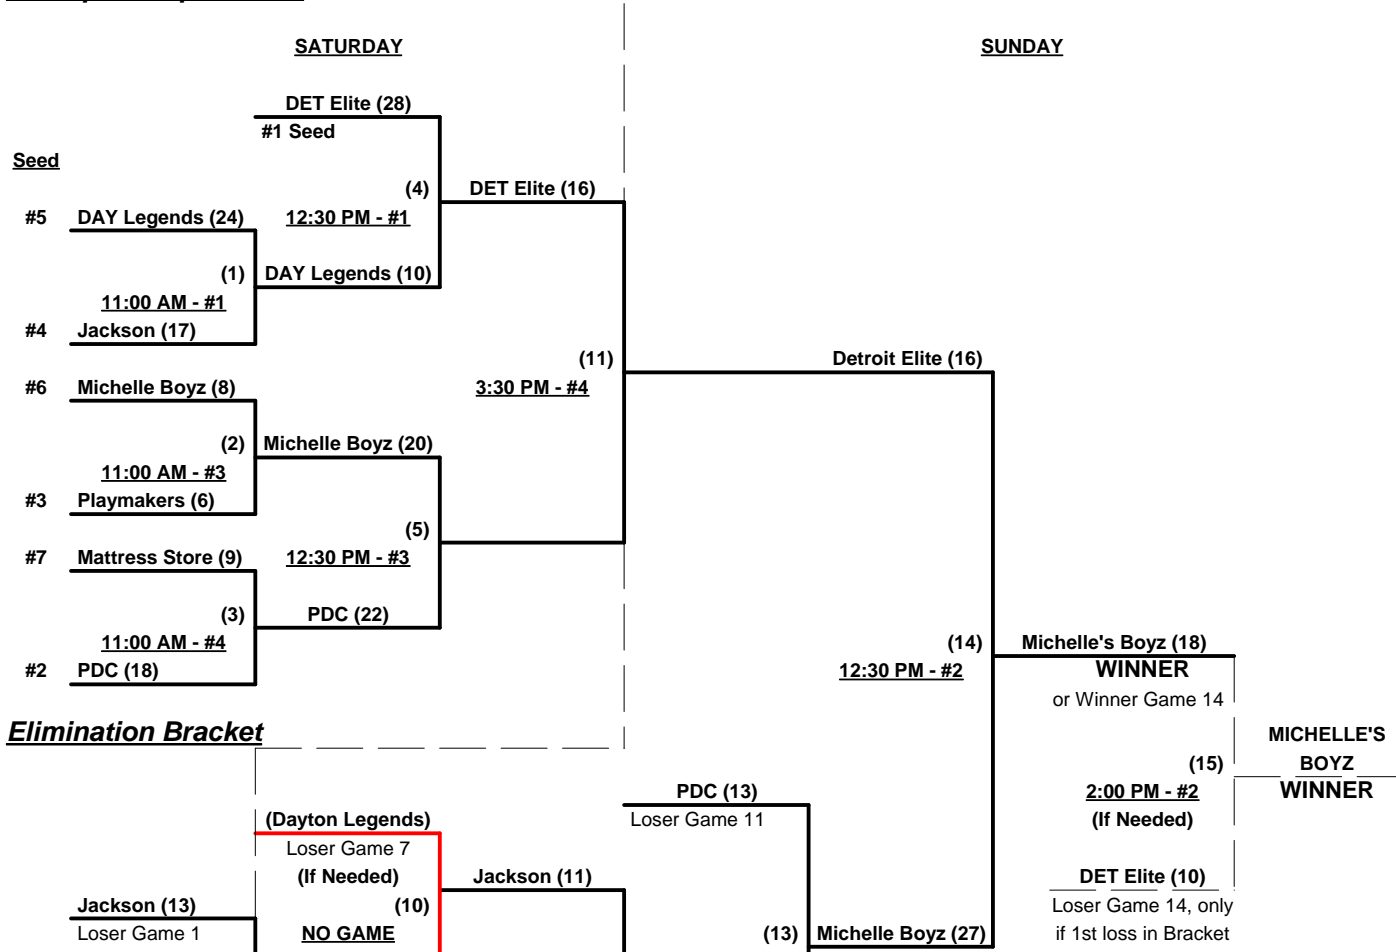 SATURDAY
SUNDAY
DET Elite (28)
#1 Seed
Seed
(4)
DET Elite (16)
#5
DAY Legends (24)
12:30 PM - #1
(1)
DAY Legends (10)
11:00 AM - #1
#4
Jackson (17)
(11)
Detroit Elite (16)
#6
Michelle Boyz (8)
3:30 PM - #4
(2)
Michelle Boyz (20)
11:00 AM - #3
#3
Playmakers (6)
(5)
#7
Mattress Store (9)
12:30 PM - #3
(3)
PDC (22)
11:00 AM - #4
#2
PDC (18)
(14)
Michelle's Boyz (18)
12:30 PM - #2
WINNER
or Winner Game 14
Elimination Bracket
MICHELLE'S
BOYZ
WINNER
(15)
2:00 PM - #2
(If Needed)
PDC (13)
Loser Game 11
(Dayton Legends)
Loser Game 7
(If Needed)
Jackson (11)
DET Elite (10)
Loser Game 14, only
if 1st loss in Bracket
Jackson (13)
Loser Game 1
(10)
NO GAME
(13)
Michelle Boyz (27)